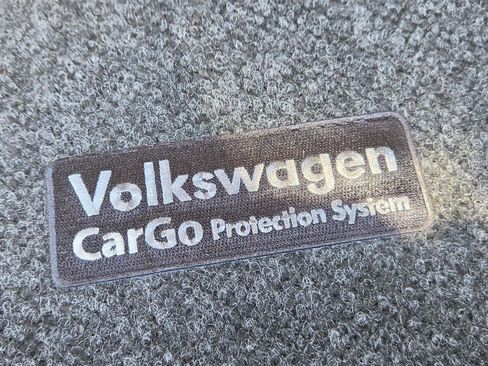 Volkswagen
CarGo Protection System